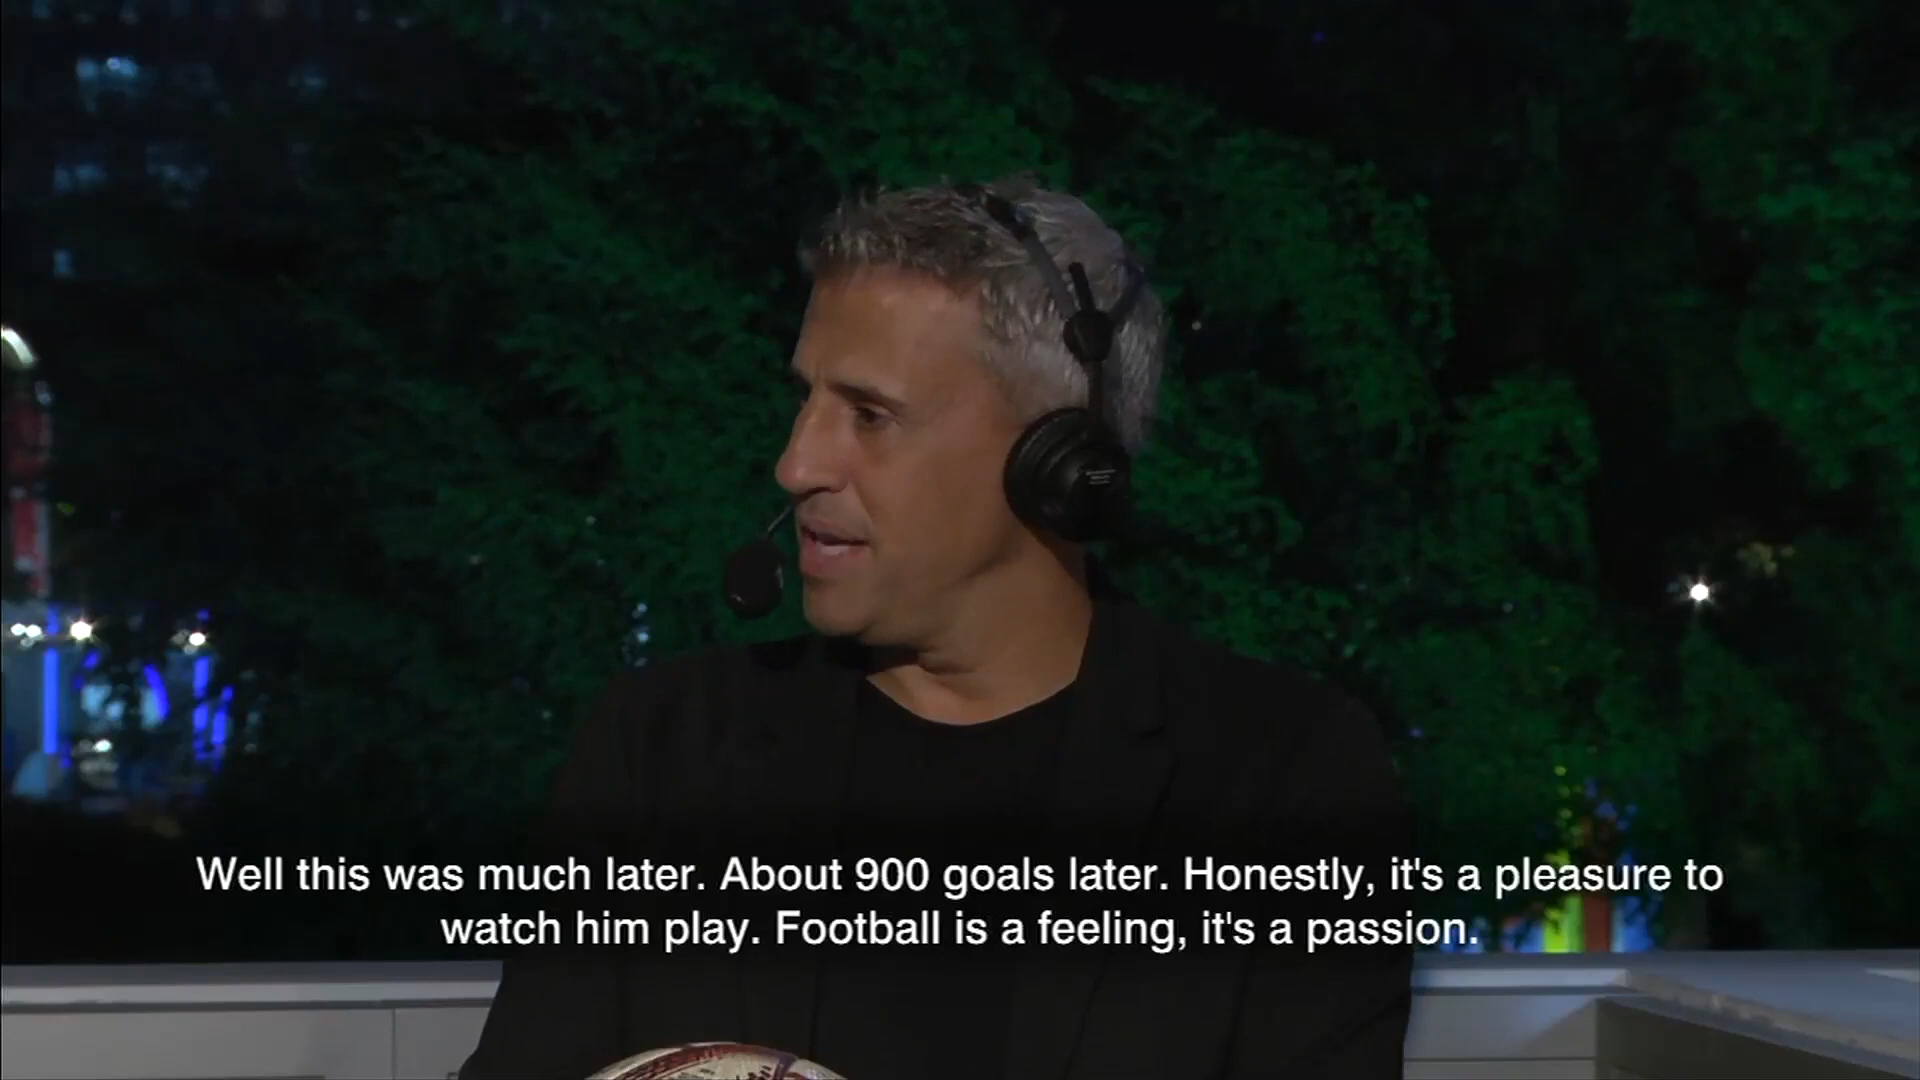 Well this was much later. About 900 goals later. Honestly, it's a pleasure to
watch him play. Football is a feeling, it's a passion.